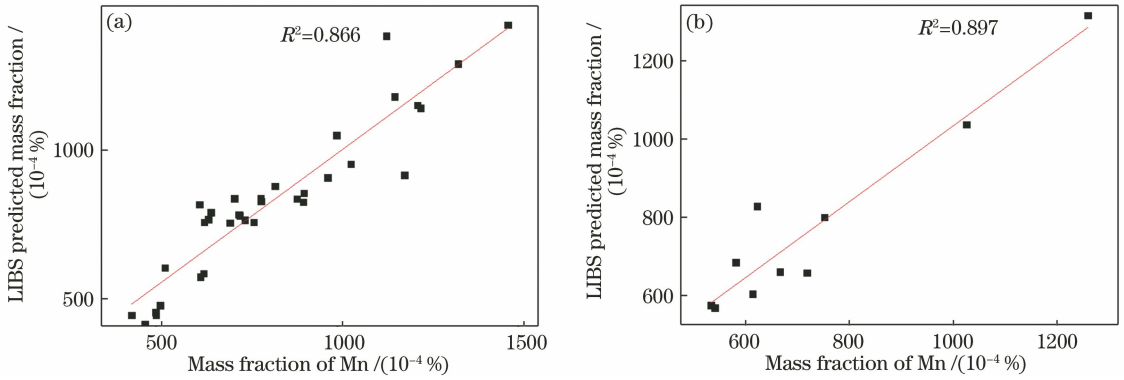 (a)
R²=0.866
LIBS predicted mass fraction /
(10⁻⁴ %)
1000
500
500
1000
1500
Mass fraction of Mn /(10⁻⁴ %)
(b)
R²=0.897
LIBS predicted mass fraction /
(10⁻⁴ %)
1200
1000
800
600
600
800
1000
1200
Mass fraction of Mn /(10⁻⁴ %)